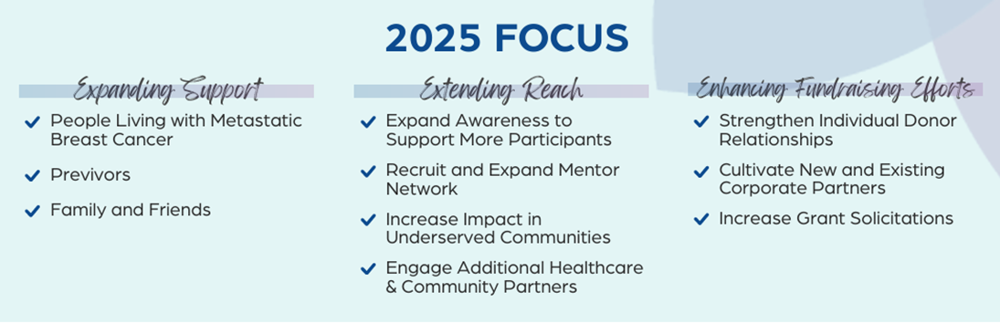 2025 FOCUS
Expanding Support
People Living with Metastatic
Breast Cancer
Previvors
Family and Friends
Extending Reach
Expand Awareness to
Support More Participants
Recruit and Expand Mentor
Network
Increase Impact in
Underserved Communities
Engage Additional Healthcare
& Community Partners
Enhancing Fundraising Efforts
Strengthen Individual Donor
Relationships
Cultivate New and Existing
Corporate Partners
Increase Grant Solicitations